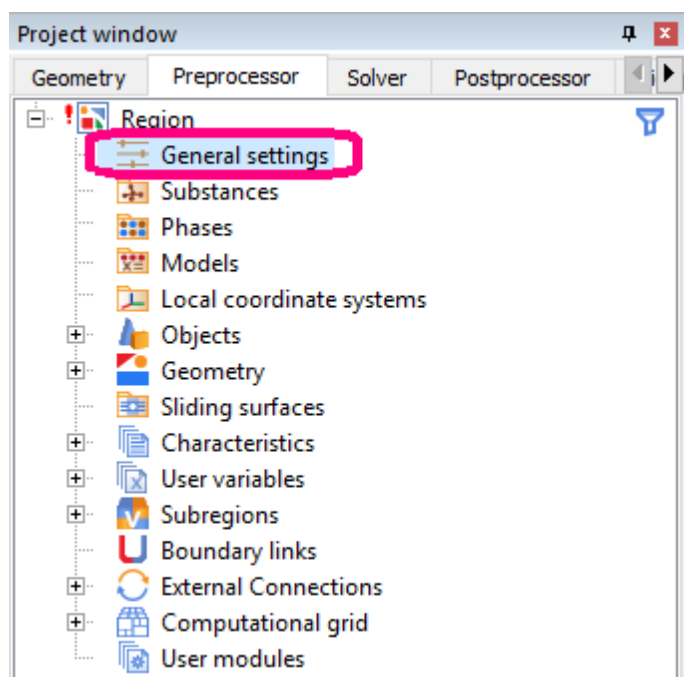 Project window
Geometry Preprocessor Solver Postprocessor
Region
General settings
Substances
Phases
Models
Local coordinate systems
Objects
Geometry
Sliding surfaces
Characteristics
User variables
Subregions
Boundary links
External Connections
Computational grid
User modules